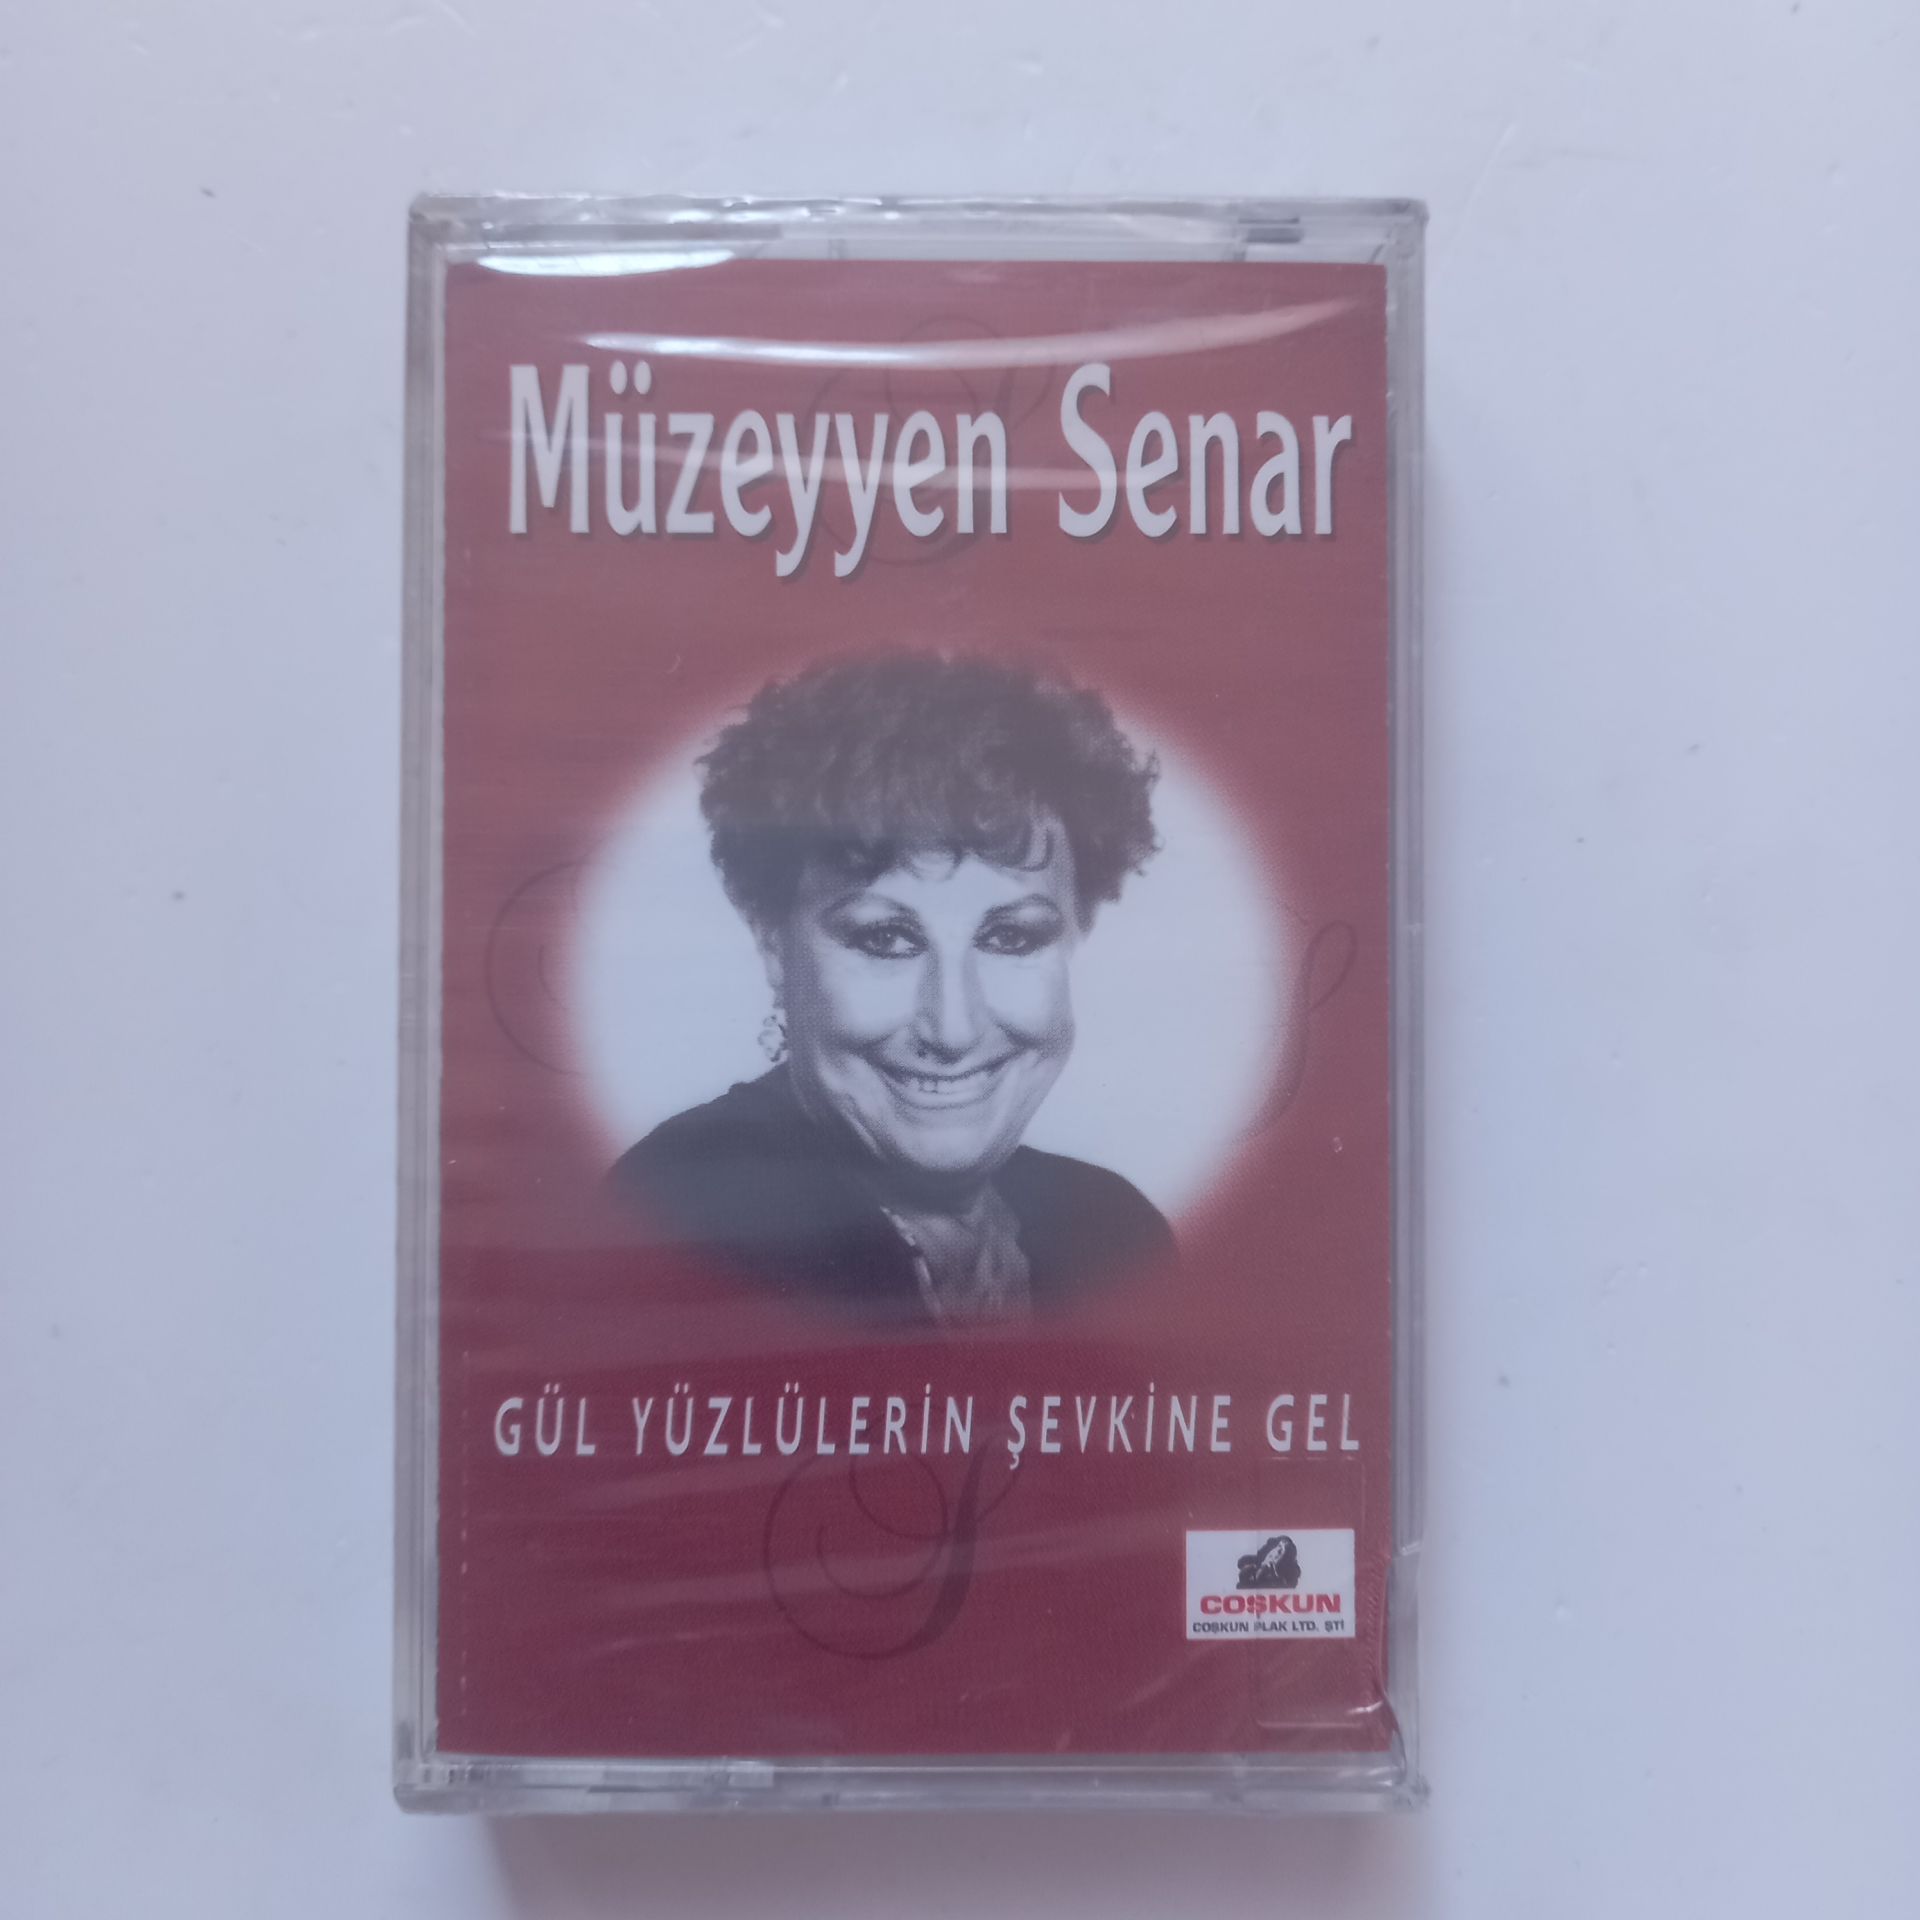 Müzeyyen Senar
GÜL YÜZLÜLERİN ŞEVKİNE GEL
COŞKUN
COŞKUN PLAK LTD. ŞTİ